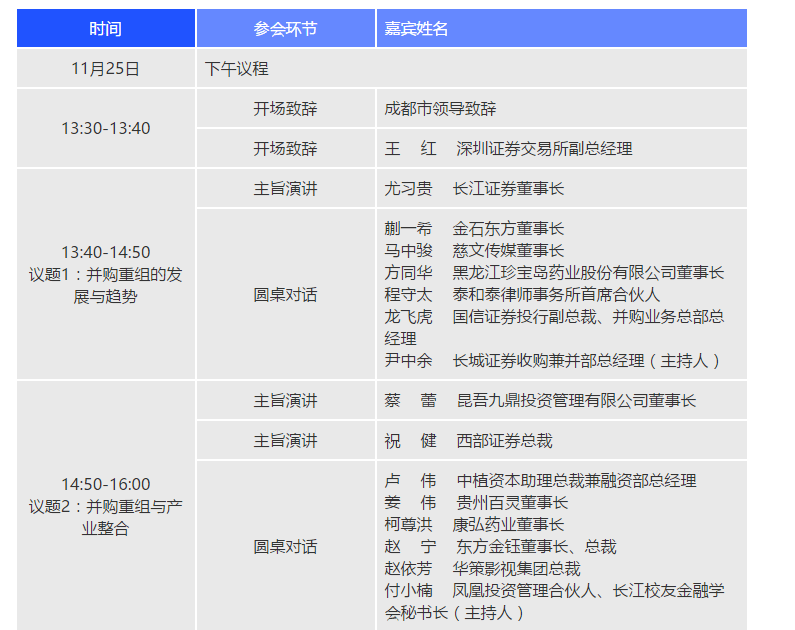 时间 参会环节 嘉宾姓名
11月25日 下午议程
13:30-13:40
开场致辞 成都市领导致辞
开场致辞 王 红 深圳证券交易所副总经理
13:40-14:50
议题1：并购重组的发
展与趋势
主旨演讲 尤习贵 长江证券董事长
圆桌对话
蒯一希 金石东方董事长
马中骏 慈文传媒董事长
方同华 黑龙江珍宝岛药业股份有限公司董事长
程守太 泰和泰律师事务所首席合伙人
龙飞虎 国信证券投行副总裁、并购业务总部总
经理
尹中余 长城证券收购兼并部总经理（主持人）
14:50-16:00
议题2：并购重组与产
业整合
主旨演讲 蔡 蕾 昆吾九鼎投资管理有限公司董事长
主旨演讲 祝 健 西部证券总裁
圆桌对话
卢 伟 中植资本助理总裁兼融资部总经理
姜 伟 贵州百灵董事长
柯尊洪 康弘药业董事长
赵 宁 东方金钰董事长、总裁
赵依芳 华策影视集团总裁
付小楠 凤凰投资管理合伙人、长江校友金融学
会秘书长（主持人）